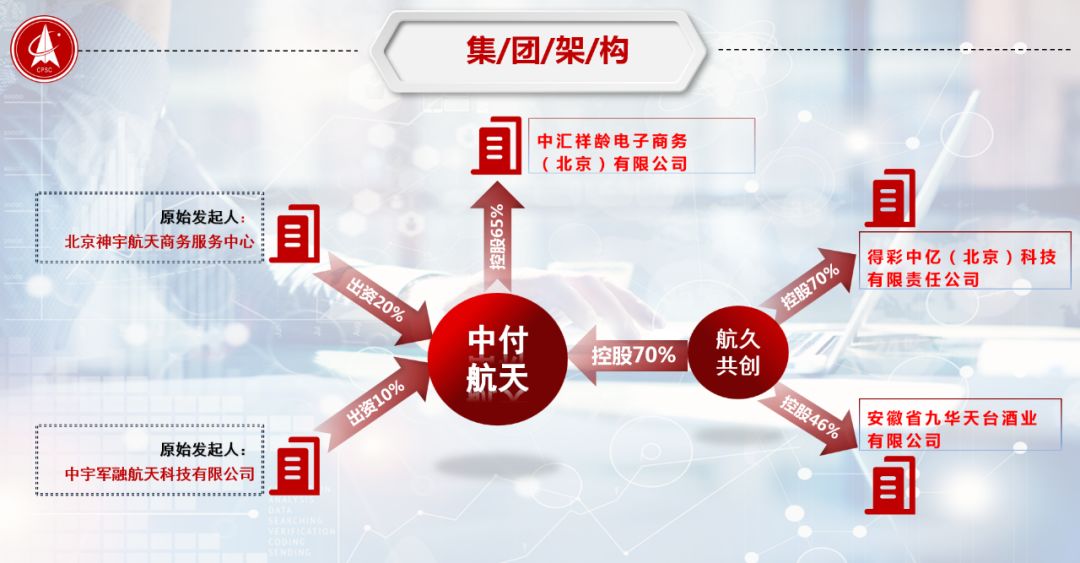 CPSC
集/团/架/构
中汇祥龄电子商务
（北京）有限公司
原始发起人：
北京神宇航天商务服务中心
控股65%
出资20%
中付
航天
出资10%
原始发起人：
中宇军融航天科技有限公司
控股70%
航久
共创
控股70%
得彩中亿（北京）科技
有限责任公司
控股46%
安徽省九华天台酒业
有限公司
DATA
SEARCHING
VERIFICATION
CODING
SENDING